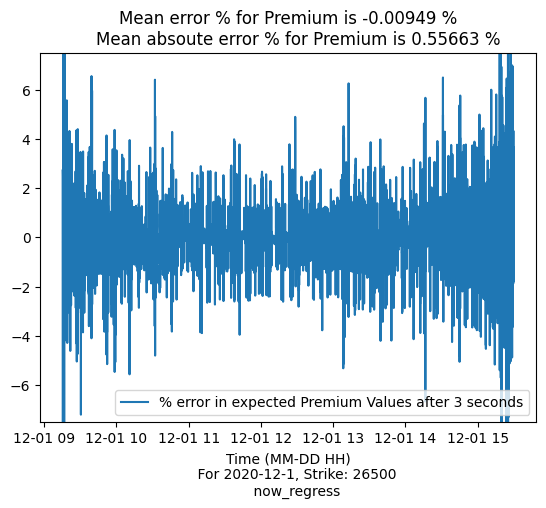 Mean error % for Premium is -0.00949 %
Mean absoute error % for Premium is 0.55663 %
6
4
2
0
−2
−4
−6
% error in expected Premium Values after 3 seconds
12-01 09 12-01 10 12-01 11 12-01 12 12-01 13 12-01 14 12-01 15
Time (MM-DD HH)
For 2020-12-1, Strike: 26500
now_regress